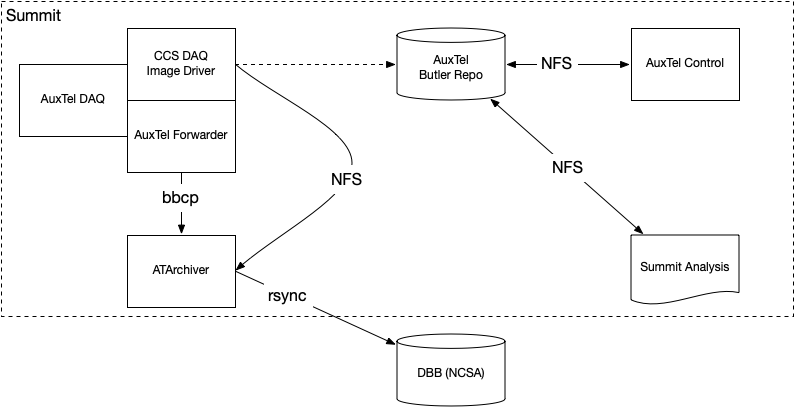 Summit
CCS DAQ
Image Driver
AuxTel DAQ
AuxTel Forwarder
AuxTel
Butler Repo
NFS
AuxTel Control
bbcp
NFS
NFS
ATArchiver
Summit Analysis
rsync
DBB (NCSA)